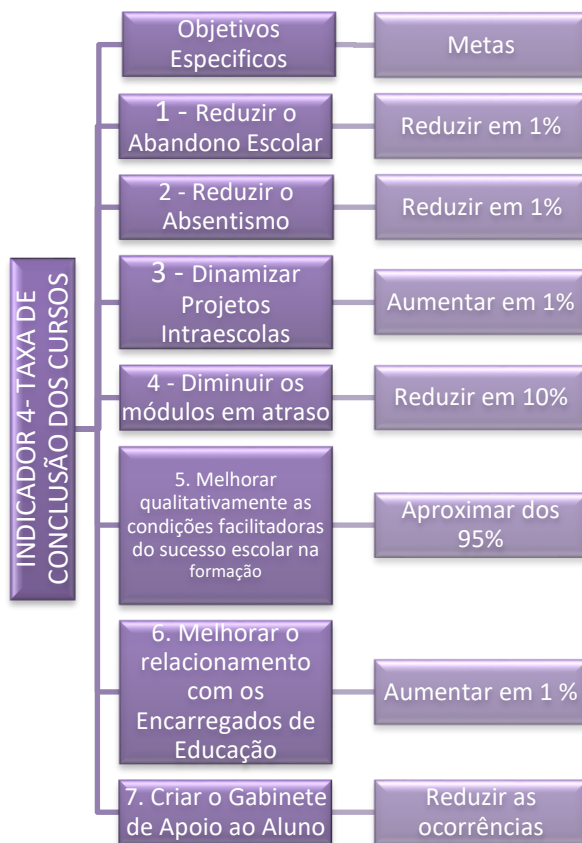 INDICADOR 4- TAXA DE
CONCLUSÃO DOS CURSOS
Objetivos
Especificos
Metas
1 - Reduzir o
Abandono Escolar
Reduzir em 1%
2 - Reduzir o
Absentismo
Reduzir em 1%
3 - Dinamizar
Projetos
Intraescolas
Aumentar em 1%
4 - Diminuir os
módulos em atraso
Reduzir em 10%
5. Melhorar
qualitativamente as
condições facilitadoras
do sucesso escolar na
formação
Aproximar dos
95%
6. Melhorar o
relacionamento
com os
Encarregados de
Educação
Aumentar em 1 %
7. Criar o Gabinete
de Apoio ao Aluno
Reduzir as
ocorrências